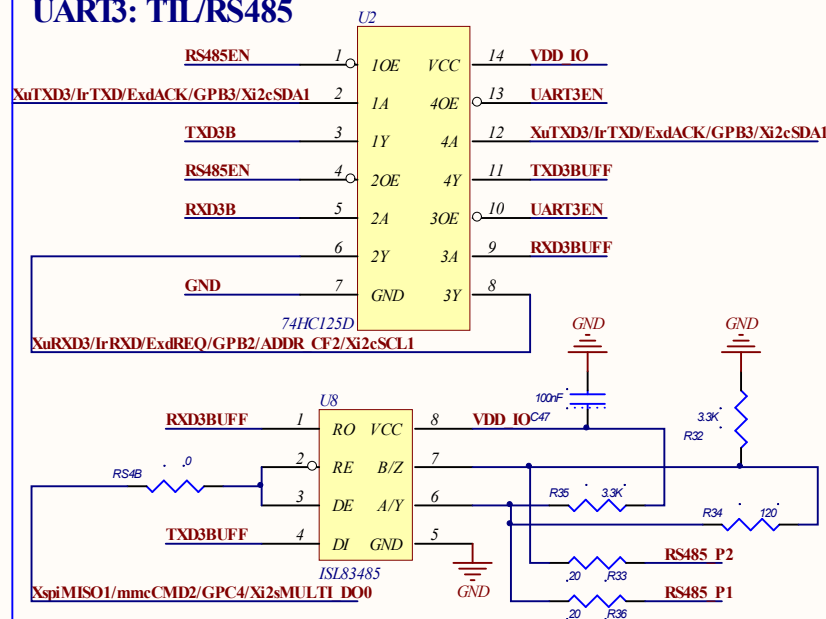 UART3: TIL/RS485
U2
RS485EN 1 1OE VCC 14 VDD_IO
XuTXD3/IrTXD/ExdACK/GPB3/Xi2cSDA1 2 1A 4OE 13 UART3EN
TXD3B 3 1Y 4A 12 XuTXD3/IrTXD/ExdACK/GPB3/Xi2cSDA1
RS485EN 4 2OE 4Y 11 TXD3BUFF
RXD3B 5 2A 3OE 10 UART3EN
6 2Y 3A 9 RXD3BUFF
GND 7 GND 3Y 8
74HC125D
XuRXD3/IrRXD/ExdREQ/GPB2/ADDR_CF2/Xi2cSCL1
GND GND
U8
100nF
C47
3.3K
R32
RXD3BUFF 1 RO VCC 8 VDD_IO
RS4B 0 2 RE B/Z 7
3 DE A/Y 6 R35 3.3K
R34 120
TXD3BUFF 4 DI GND 5
GND
ISL83485
20 R33 RS485_P2
20 R36 RS485_P1
XspiMISO1/mmcCMD2/GPC4/Xi2sMULTI_DO0